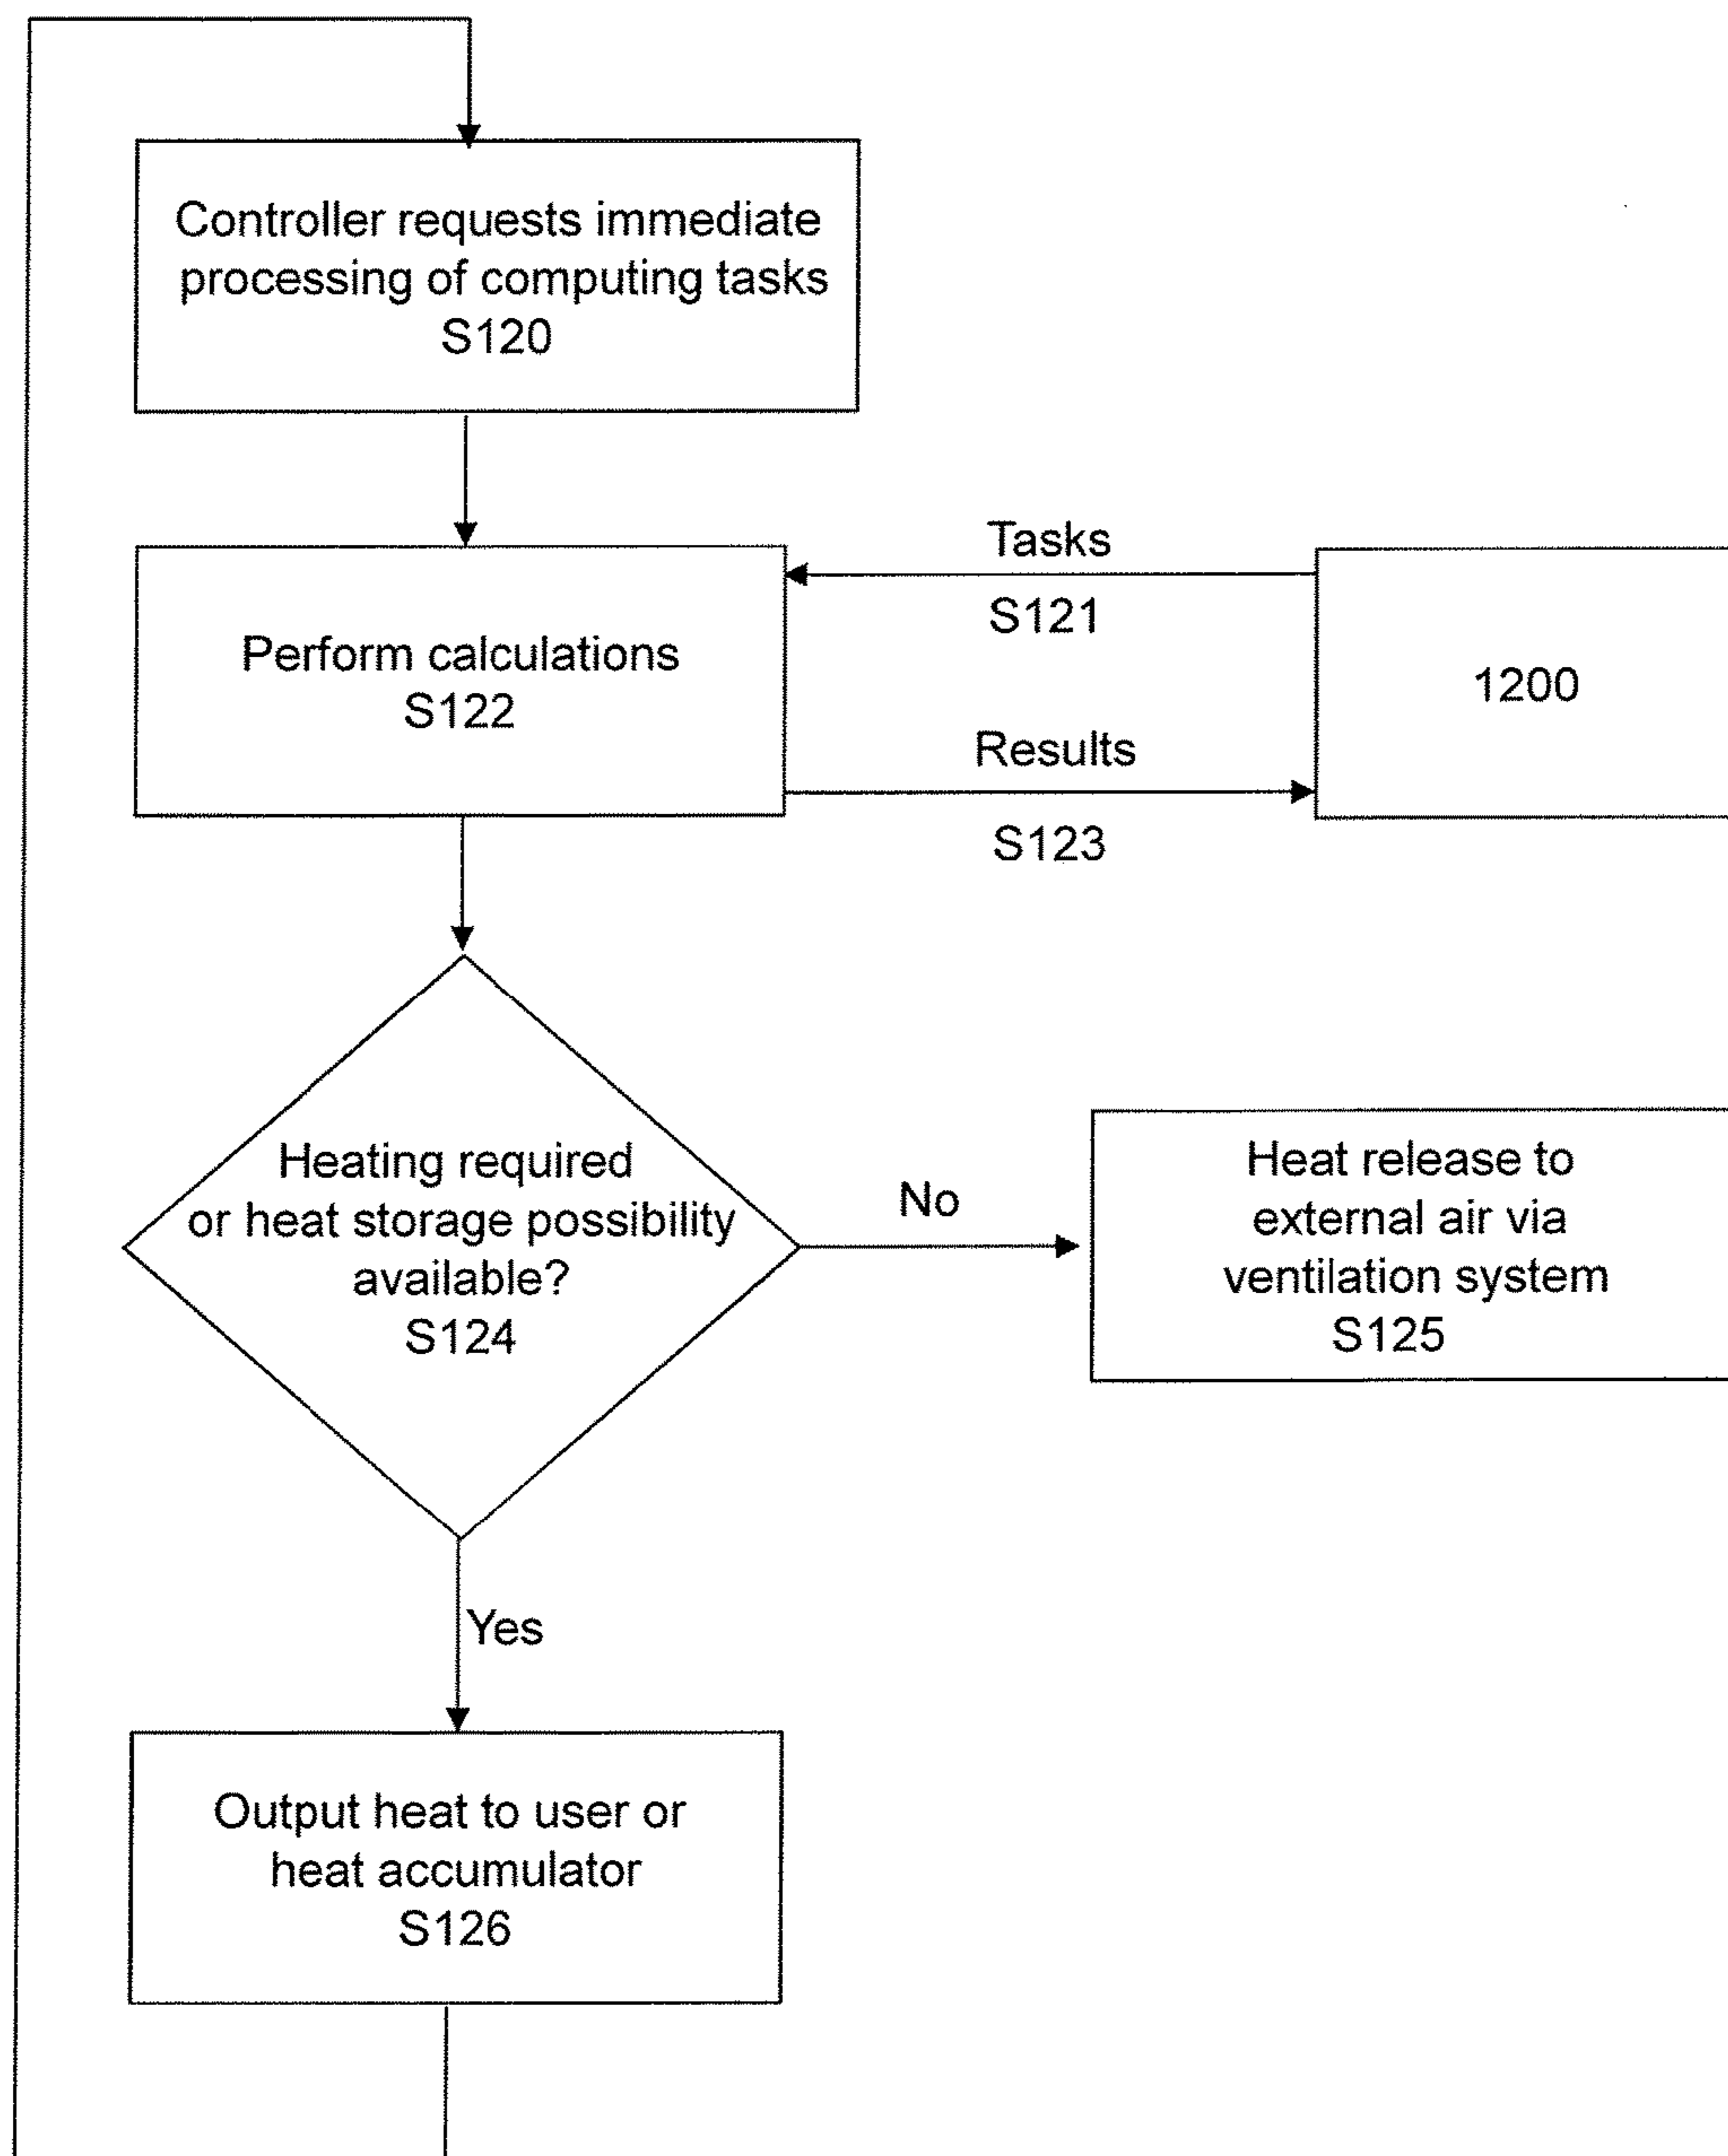 Controller requests immediate
processing of computing tasks
S120
Tasks
S121
Perform calculations
S122
1200
Results
S123
Heating required
or heat storage possibility
available?
S124
No
Heat release to
external air via
ventilation system
S125
Yes
Output heat to user or
heat accumulator
S126